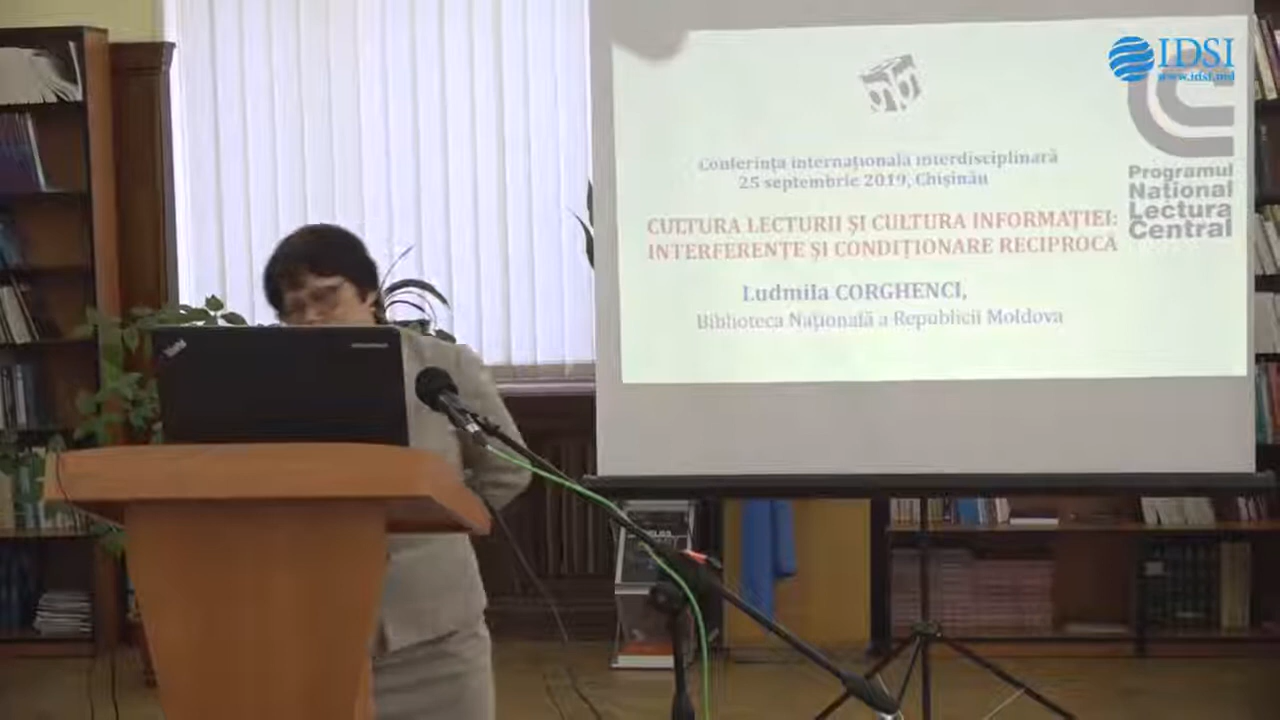 IDSI
www.idsi.md
Conferința internațională interdisciplinară
25 septembrie 2019, Chișinău
CULTURA LECTURII ȘI CULTURA INFORMAȚIEI:
INTERFERENȚE ȘI CONDIȚIONARE RECIPROCĂ
Ludmila CORGHENCI,
Biblioteca Națională a Republicii Moldova
Programul
Național
Lectura
Central
ThinkPad